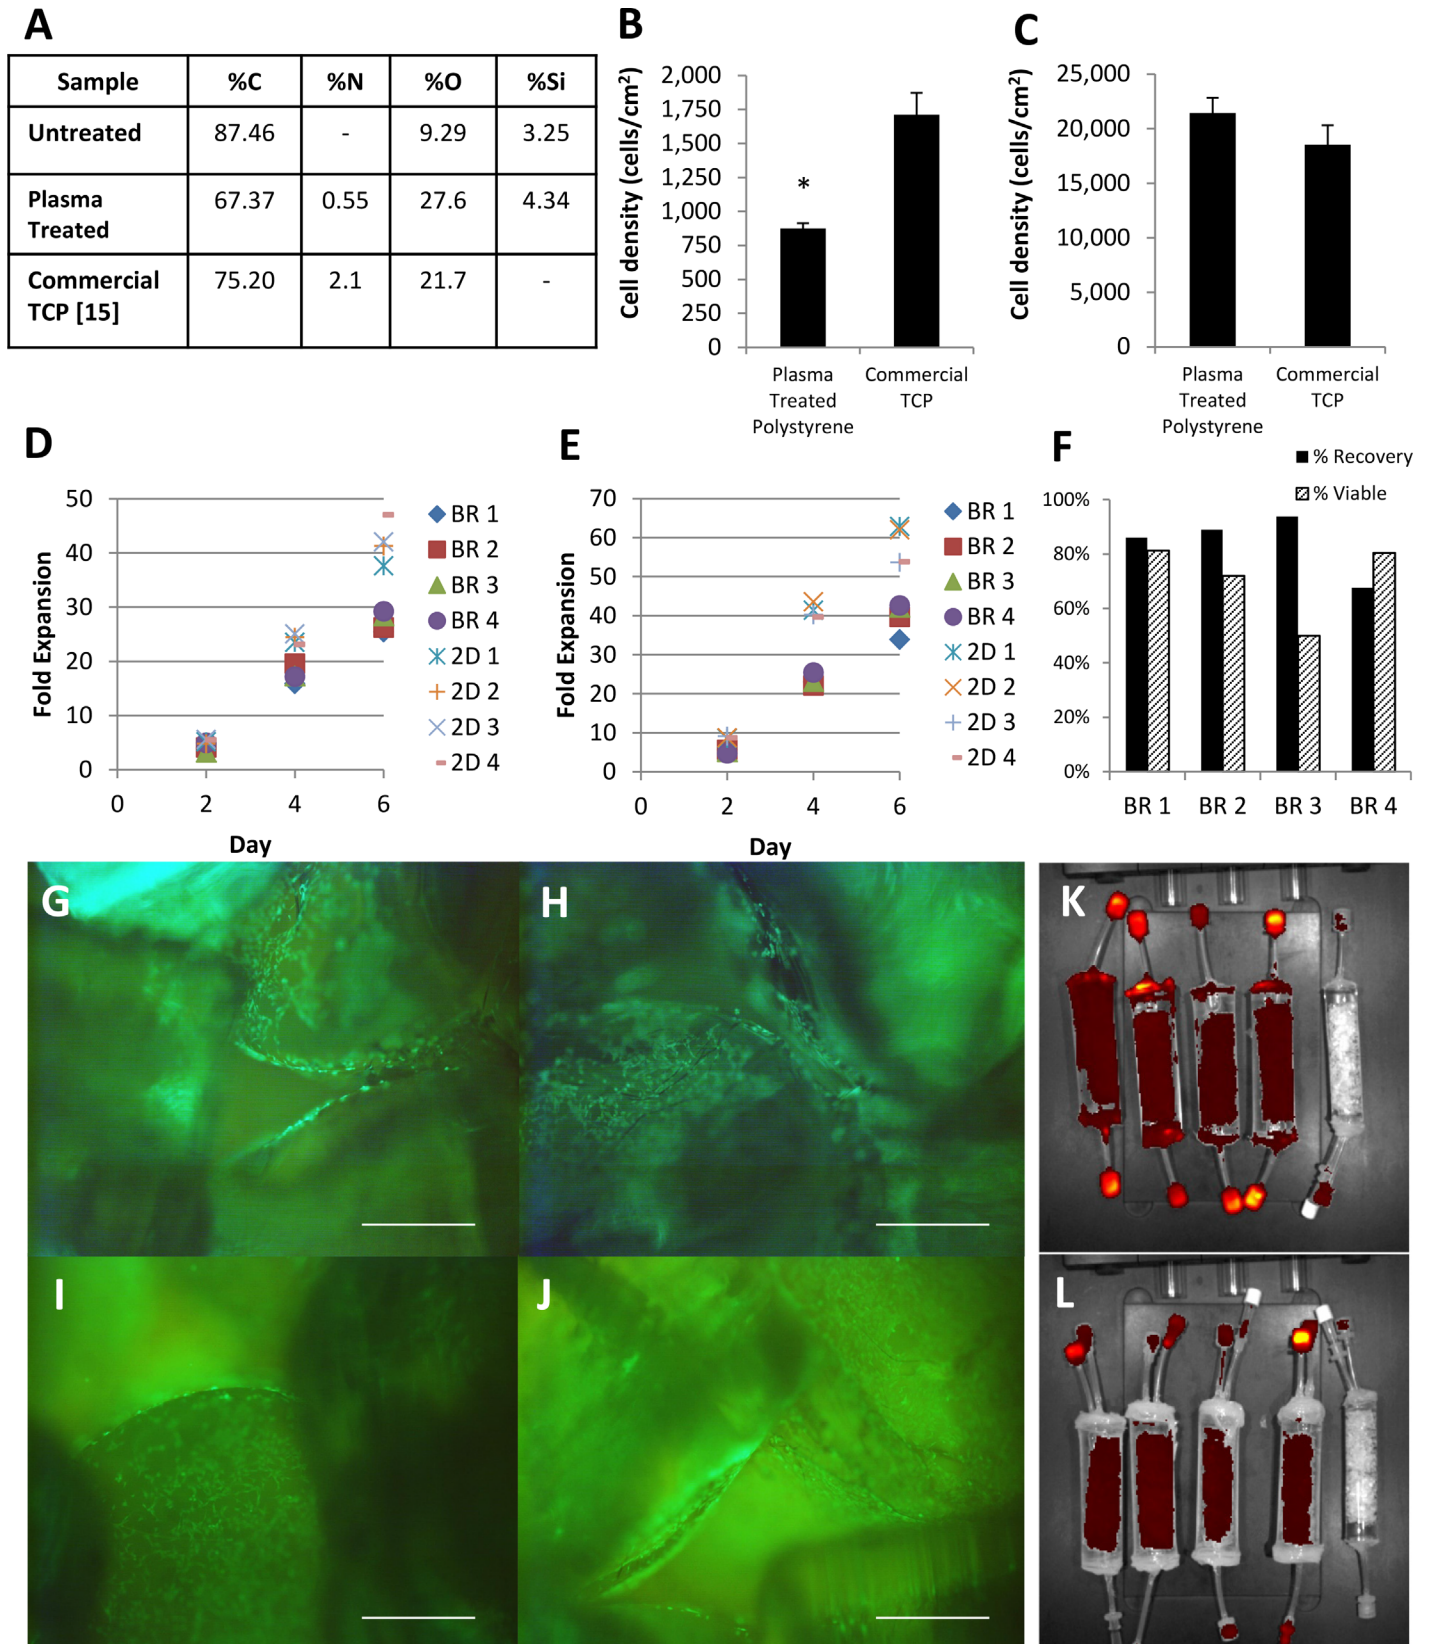 A
Sample %C %N %O %Si
Untreated 87.46 - 9.29 3.25
Plasma 67.37 0.55 27.6 4.34
Treated
Commercial 75.20 2.1 21.7 -
TCP [15]
B
Cell density (cells/cm²)
2,000
1,750
1,500
1,250
1,000
750
500
250
0
*
Plasma
Treated
Polystyrene
Commercial
TCP
C
Cell density (cells/cm²)
25,000
20,000
15,000
10,000
5,000
0
Plasma
Treated
Polystyrene
Commercial
TCP
D
Fold Expansion
50
40
30
20
10
0
0 2 4 6
Day
BR 1
BR 2
BR 3
BR 4
2D 1
2D 2
2D 3
2D 4
E
Fold Expansion
70
60
50
40
30
20
10
0
0 2 4 6
Day
BR 1
BR 2
BR 3
BR 4
2D 1
2D 2
2D 3
2D 4
F
% Recovery
% Viable
100%
80%
60%
40%
20%
0%
BR 1 BR 2 BR 3 BR 4
G
H
K
I
J
L